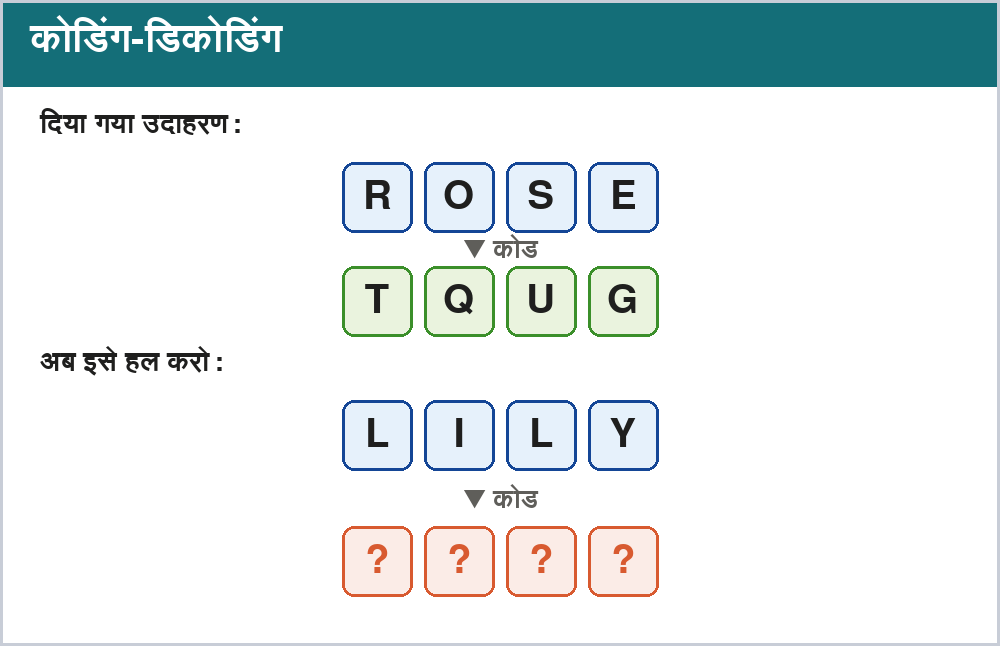 कोडिंग-डिकोडिंग
दिया गया उदाहरण :
R O S E
▼ कोड
T Q U G
अब इसे हल करो :
L I L Y
▼ कोड
? ? ? ?